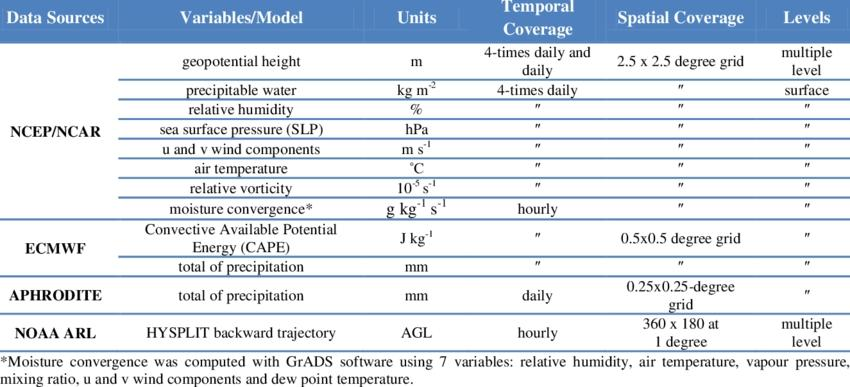 Data Sources Variables/Model Units Temporal Coverage Spatial Coverage Levels
NCEP/NCAR
geopotential height m 4-times daily and daily 2.5 x 2.5 degree grid multiple level
precipitable water kg m-2 4-times daily " surface
relative humidity % " " "
sea surface pressure (SLP) hPa " " "
u and v wind components m s-1 " " "
air temperature °C " " "
relative vorticity 10-5 s-1 " " "
moisture convergence* g kg-1 s-1 hourly " "
ECMWF
Convective Available Potential Energy (CAPE) J kg-1 " 0.5x0.5 degree grid "
total of precipitation mm " " "
APHRODITE total of precipitation mm daily 0.25x0.25-degree grid "
NOAA ARL HYSPLIT backward trajectory AGL hourly 360 x 180 at 1 degree multiple level
*Moisture convergence was computed with GrADS software using 7 variables: relative humidity, air temperature, vapour pressure,
mixing ratio, u and v wind components and dew point temperature.